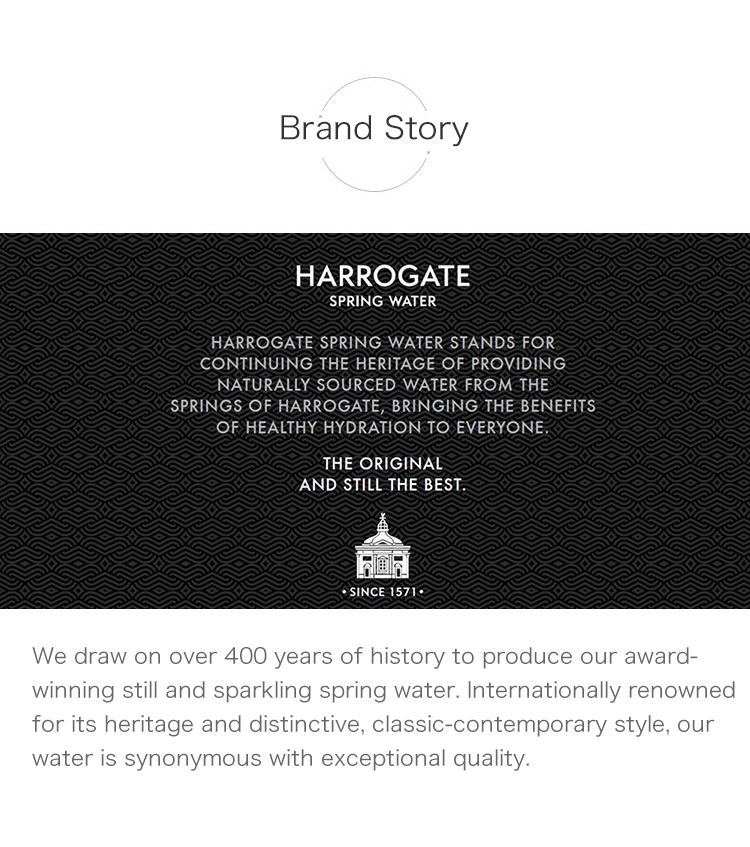 Brand Story
HARROGATE
SPRING WATER
HARROGATE SPRING WATER STANDS FOR
CONTINUING THE HERITAGE OF PROVIDING
NATURALLY SOURCED WATER FROM THE
SPRINGS OF HARROGATE, BRINGING THE BENEFITS
OF HEALTHY HYDRATION TO EVERYONE.
THE ORIGINAL
AND STILL THE BEST.
• SINCE 1571 •
We draw on over 400 years of history to produce our award-
winning still and sparkling spring water. Internationally renowned
for its heritage and distinctive, classic-contemporary style, our
water is synonymous with exceptional quality.